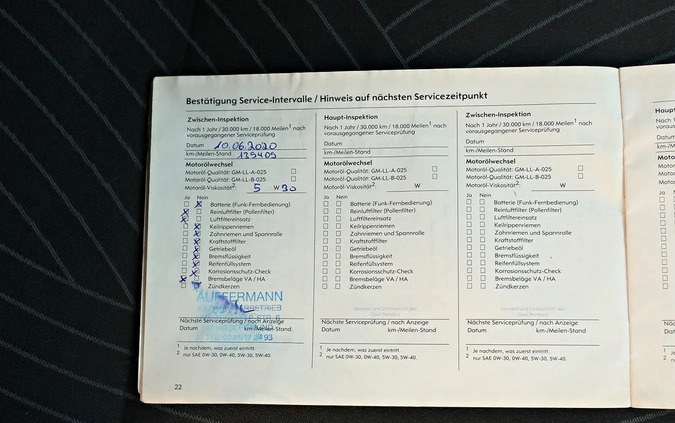 Bestätigung Service-Intervalle / Hinweis auf nächsten Servicezeitpunkt
Zwischen-Inspektion
Nach 1 Jahr / 30.000 km / 18.000 Meilen1 nach
vorausgegangener Serviceprüfung
Datum 10.06.2020
km-/Meilen-Stand 139409
Motorölwechsel
Motoröl-Qualität: GM-LL-A-025
Motoröl-Qualität: GM-LL-B-025
Motoröl-Viskosität2: 5 W 30
Ja Nein
Batterie (Funk-Fernbedienung)
Reinluftfilter (Pollenfilter)
Luftfiltereinsatz
Keilrippenriemen
Zahnriemen und Spannrolle
Kraftstofffilter
Getriebeöl
Bremsflüssigkeit
Reifenfüllsystem
Korrosionsschutz-Check
Bremsbeläge VA / HA
Zündkerzen
AUFFERMANN
Nächste Serviceprüfung / nach Anzeige
Datum km-/Meilen-Stand
1 Je nachdem, was zuerst eintrifft.
2 nur SAE 0W-30, 0W-40, 5W-30, 5W-40.
22
Haupt-Inspektion
Nach 1 Jahr / 30.000 km / 18.000 Meilen1 nach
vorausgegangener Serviceprüfung
Datum
km-/Meilen-Stand
Motorölwechsel
Motoröl-Qualität: GM-LL-A-025
Motoröl-Qualität: GM-LL-B-025
Motoröl-Viskosität2: W
Ja Nein
Batterie (Funk-Fernbedienung)
Reinluftfilter (Pollenfilter)
Luftfiltereinsatz
Keilrippenriemen
Zahnriemen und Spannrolle
Kraftstofffilter
Getriebeöl
Bremsflüssigkeit
Reifenfüllsystem
Korrosionsschutz-Check
Bremsbeläge VA / HA
Zündkerzen
Nächste Serviceprüfung / nach Anzeige
Datum km-/Meilen-Stand
1 Je nachdem, was zuerst eintrifft.
2 nur SAE 0W-30, 0W-40, 5W-30, 5W-40.
Zwischen-Inspektion
Nach 1 Jahr / 30.000 km / 18.000 Meilen1 nach
vorausgegangener Serviceprüfung
Datum
km-/Meilen-Stand
Motorölwechsel
Motoröl-Qualität: GM-LL-A-025
Motoröl-Qualität: GM-LL-B-025
Motoröl-Viskosität2: W
Ja Nein
Batterie (Funk-Fernbedienung)
Reinluftfilter (Pollenfilter)
Luftfiltereinsatz
Keilrippenriemen
Zahnriemen und Spannrolle
Kraftstofffilter
Getriebeöl
Bremsflüssigkeit
Reifenfüllsystem
Korrosionsschutz-Check
Bremsbeläge VA / HA
Zündkerzen
Nächste Serviceprüfung / nach Anzeige
Datum km-/Meilen-Stand
1 Je nachdem, was zuerst eintrifft.
2 nur SAE 0W-30, 0W-40, 5W-30, 5W-40.